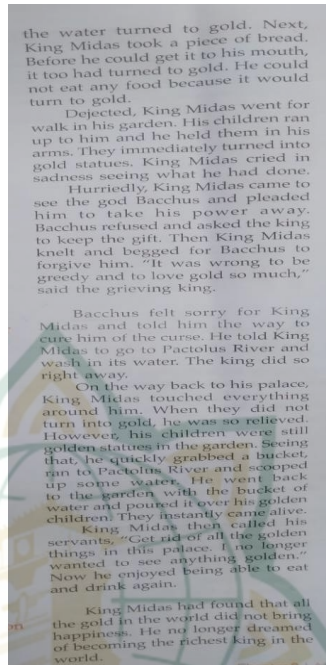 the water turned to gold. Next,
King Midas took a piece of bread.
Before he could get it to his mouth,
it too had turned to gold. He could
not eat any food because it would
turn to gold.
Dejected, King Midas went for
walk in his garden. His children ran
up to him and he held them in his
arms. They immediately turned into
gold statues. King Midas cried in
sadness seeing what he had done.
Hurriedly, King Midas came to
see the god Bacchus and pleaded
him to take his power away.
Bacchus refused and asked the king
to keep the gift. Then King Midas
knelt and begged for Bacchus to
forgive him. “It was wrong to be
greedy and to love gold so much,”
said the grieving king.
Bacchus felt sorry for King
Midas and told him the way to
cure him of the curse. He told King
Midas to go to Pactolus River and
wash in its water. The king did so
right away.
On the way back to his palace,
King Midas touched everything
around him. When they did not
turn into gold, he was so relieved.
However, his children were still
golden statues in the garden. Seeing
that, he quickly grabbed a bucket,
ran to Pactolus River and scooped
up some water. He went back
to the garden with the bucket of
water and poured it over his golden
children. They instantly came alive.
King Midas then called his
servants, “Get rid of all the golden
things in this palace. I no longer
wanted to see anything golden.”
Now he enjoyed being able to eat
and drink again.
King Midas had found that all
the gold in the world did not bring
happiness. He no longer dreamed
of becoming the richest king in the
world.
on